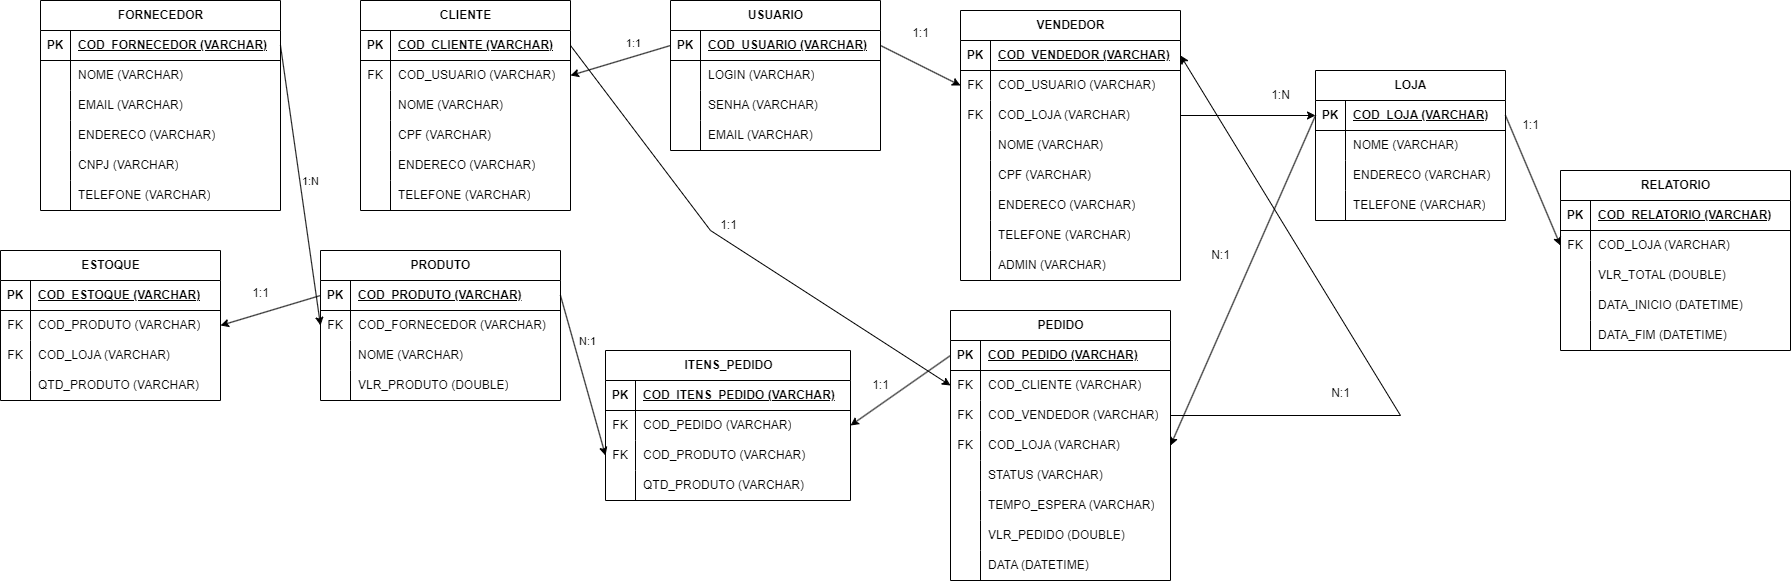 FORNECEDOR
PK COD_FORNECEDOR (VARCHAR)
NOME (VARCHAR)
EMAIL (VARCHAR)
ENDERECO (VARCHAR)
CNPJ (VARCHAR)
TELEFONE (VARCHAR)
1:N
CLIENTE
PK COD_CLIENTE (VARCHAR)
FK COD_USUARIO (VARCHAR)
NOME (VARCHAR)
CPF (VARCHAR)
ENDERECO (VARCHAR)
TELEFONE (VARCHAR)
1:1
USUARIO
PK COD_USUARIO (VARCHAR)
LOGIN (VARCHAR)
SENHA (VARCHAR)
EMAIL (VARCHAR)
1:1
1:1
VENDEDOR
PK COD_VENDEDOR (VARCHAR)
FK COD_USUARIO (VARCHAR)
FK COD_LOJA (VARCHAR)
NOME (VARCHAR)
CPF (VARCHAR)
ENDERECO (VARCHAR)
TELEFONE (VARCHAR)
ADMIN (VARCHAR)
1:N
N:1
LOJA
PK COD_LOJA (VARCHAR)
NOME (VARCHAR)
ENDERECO (VARCHAR)
TELEFONE (VARCHAR)
1:1
RELATORIO
PK COD_RELATORIO (VARCHAR)
FK COD_LOJA (VARCHAR)
VLR_TOTAL (DOUBLE)
DATA_INICIO (DATETIME)
DATA_FIM (DATETIME)
ESTOQUE
PK COD_ESTOQUE (VARCHAR)
FK COD_PRODUTO (VARCHAR)
FK COD_LOJA (VARCHAR)
QTD_PRODUTO (VARCHAR)
1:1
PRODUTO
PK COD_PRODUTO (VARCHAR)
FK COD_FORNECEDOR (VARCHAR)
NOME (VARCHAR)
VLR_PRODUTO (DOUBLE)
N:1
ITENS_PEDIDO
PK COD_ITENS_PEDIDO (VARCHAR)
FK COD_PEDIDO (VARCHAR)
FK COD_PRODUTO (VARCHAR)
QTD_PRODUTO (VARCHAR)
1:1
PEDIDO
PK COD_PEDIDO (VARCHAR)
FK COD_CLIENTE (VARCHAR)
FK COD_VENDEDOR (VARCHAR)
FK COD_LOJA (VARCHAR)
STATUS (VARCHAR)
TEMPO_ESPERA (VARCHAR)
VLR_PEDIDO (DOUBLE)
DATA (DATETIME)
N:1